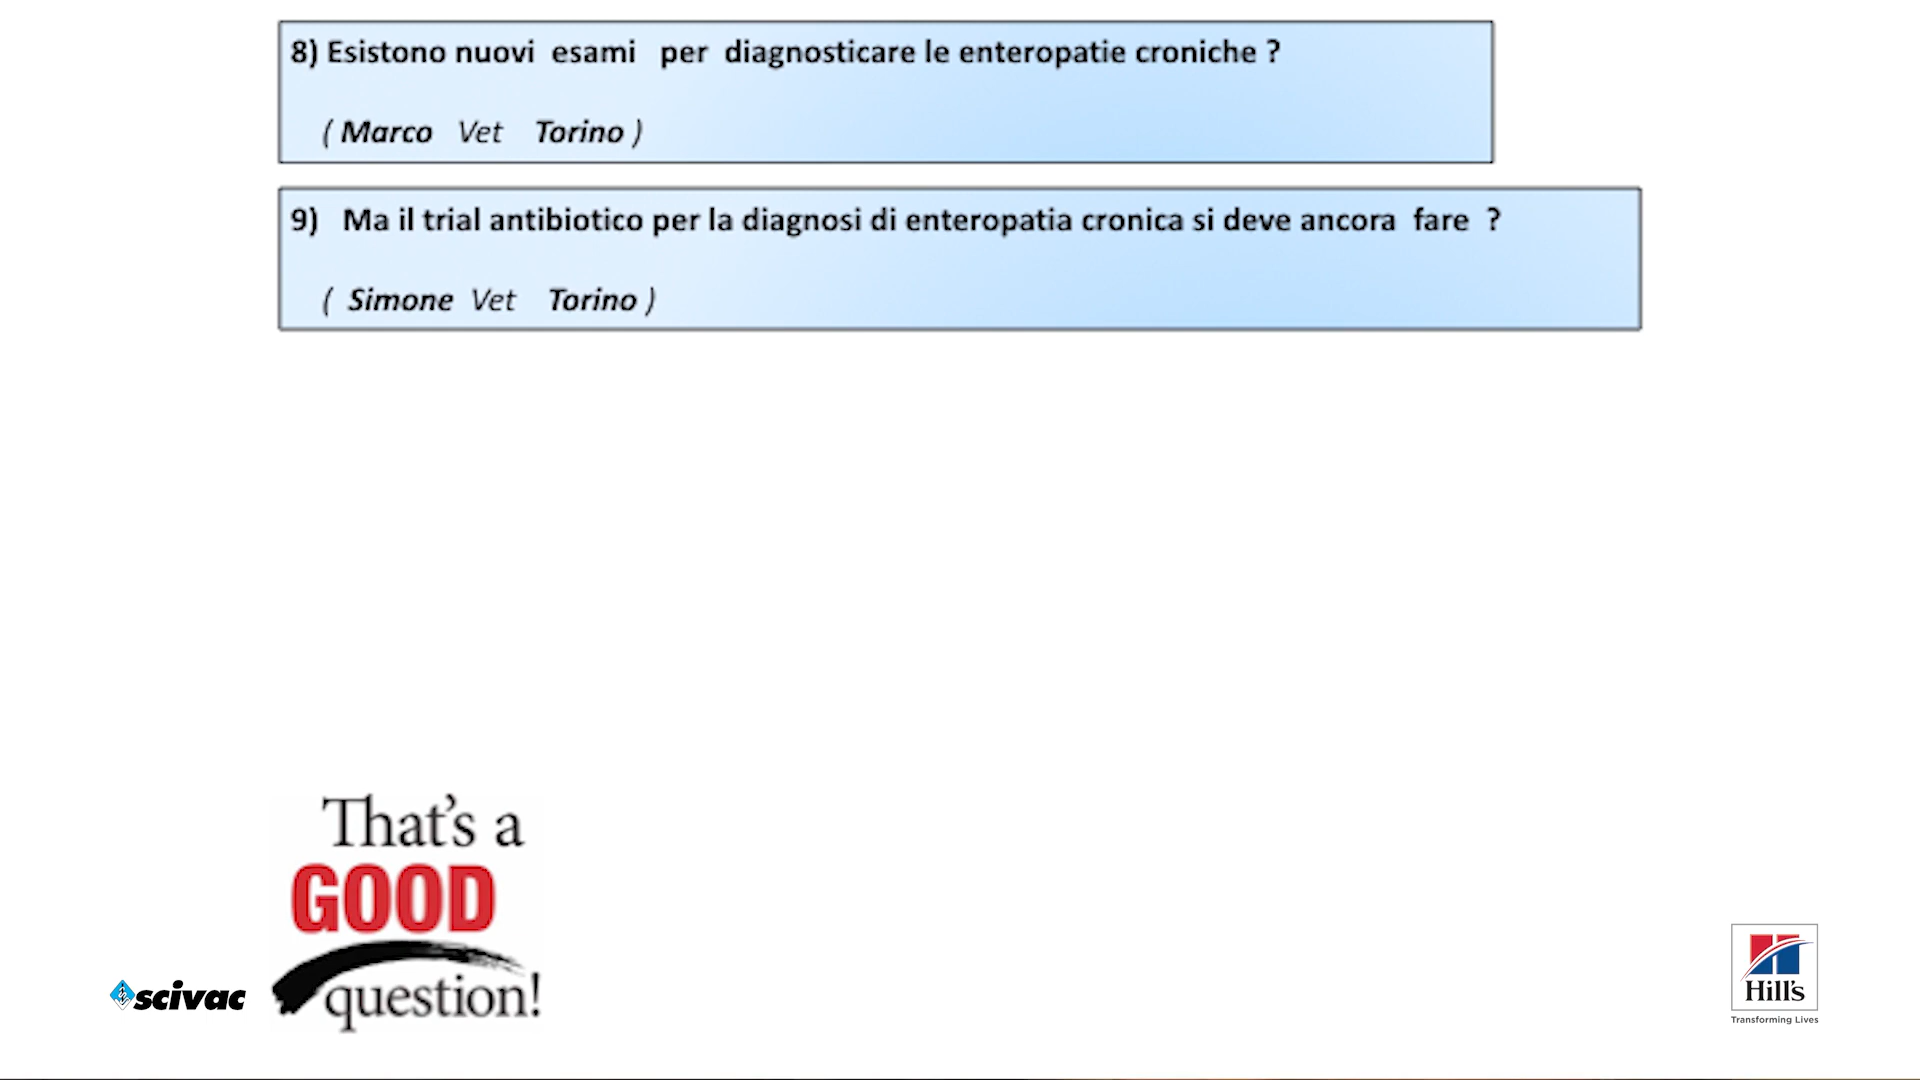 8) Esistono nuovi esami per diagnosticare le enteropatie croniche ?
( Marco Vet Torino )
9) Ma il trial antibiotico per la diagnosi di enteropatia cronica si deve ancora fare ?
( Simone Vet Torino )
That's a
GOOD
question!
scivac
Hill's
Transforming Lives